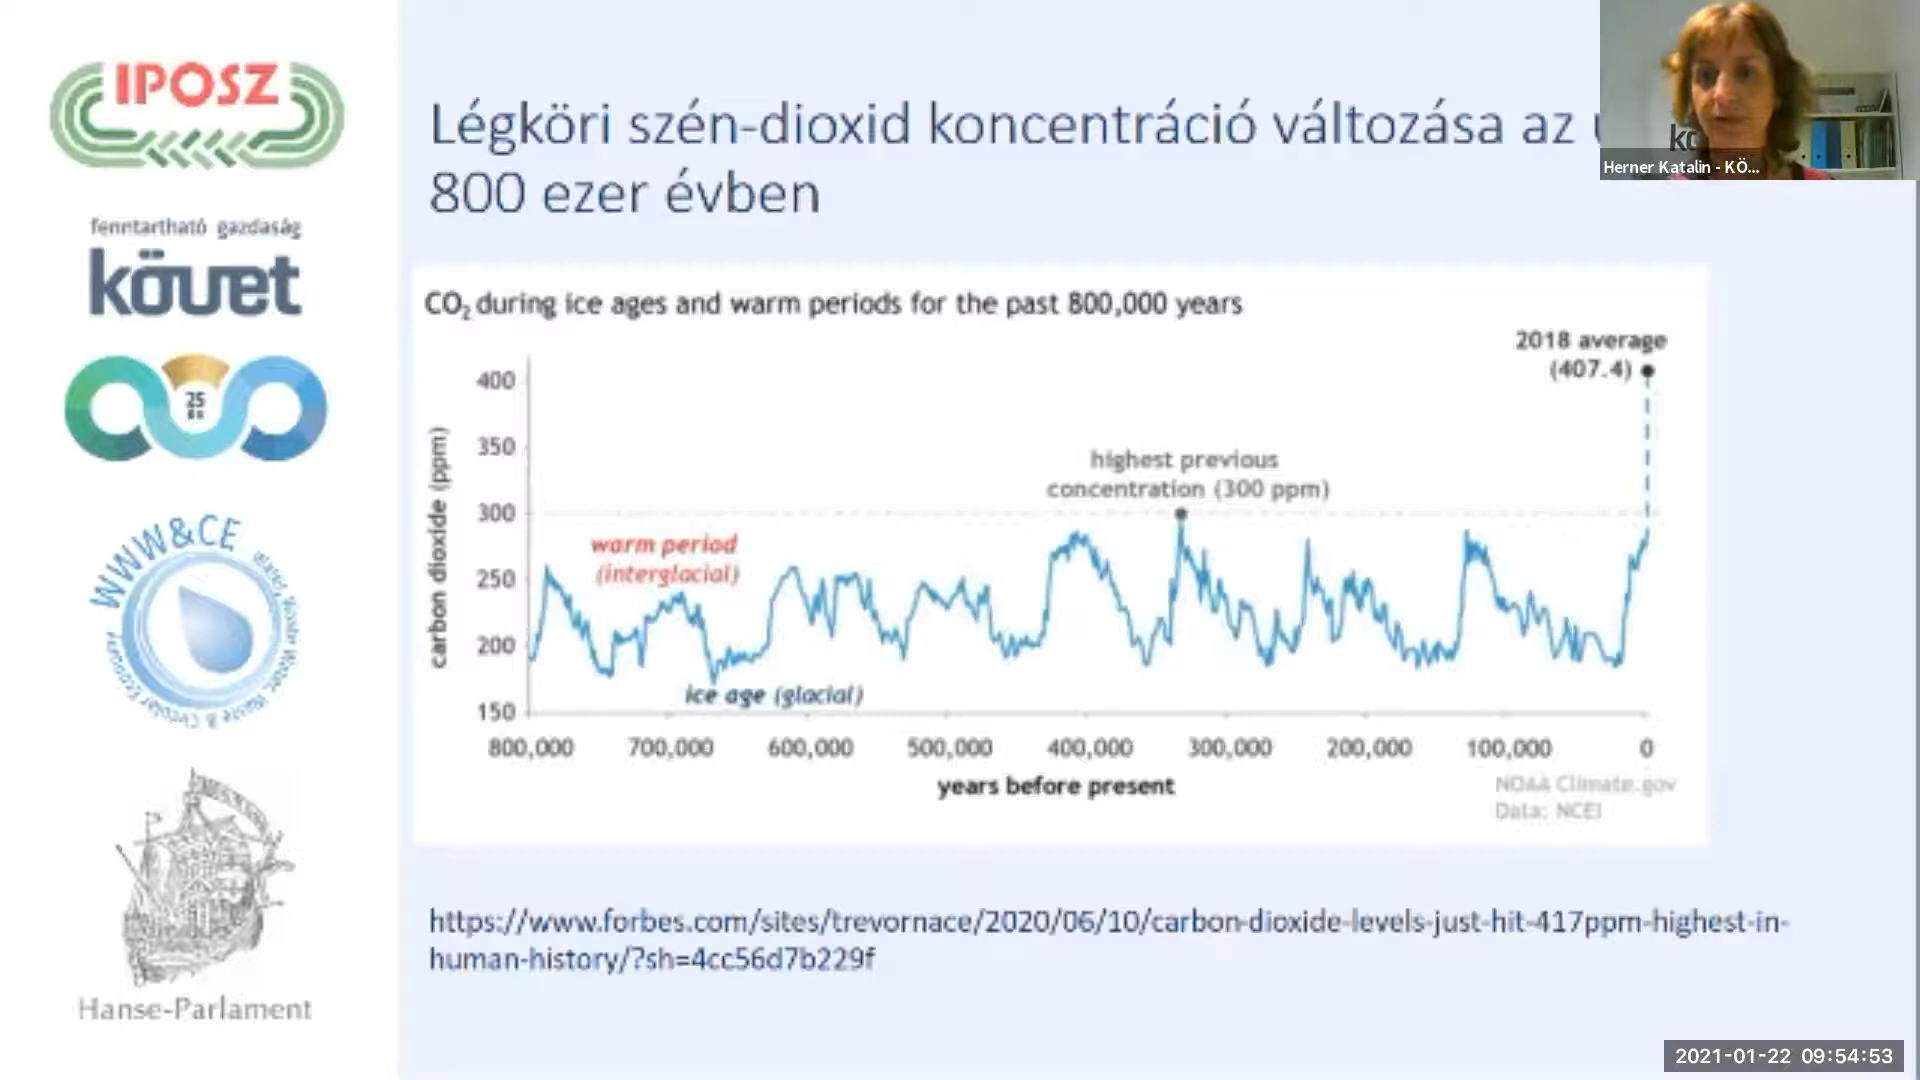 IPOSZ
fenntartható gazdaság
követ
25
WWW&CE
Hanse-Parlament
Légköri szén-dioxid koncentráció változása az
800 ezer évben
Herner Katalin - KÖ...
CO₂ during ice ages and warm periods for the past 800,000 years
2018 average
(407.4)
400
350
300
250
200
150
carbon dioxide (ppm)
highest previous
concentration (300 ppm)
warm period
(interglacial)
ice age (glacial)
800,000 700,000 600,000 500,000 400,000 300,000 200,000 100,000 0
years before present
NOAA Climate.gov
Data: NCEI
https://www.forbes.com/sites/trevornace/2020/06/10/carbon-dioxide-levels-just-hit-417ppm-highest-in-
human-history/?sh=4cc56d7b229f
2021-01-22 09:54:53